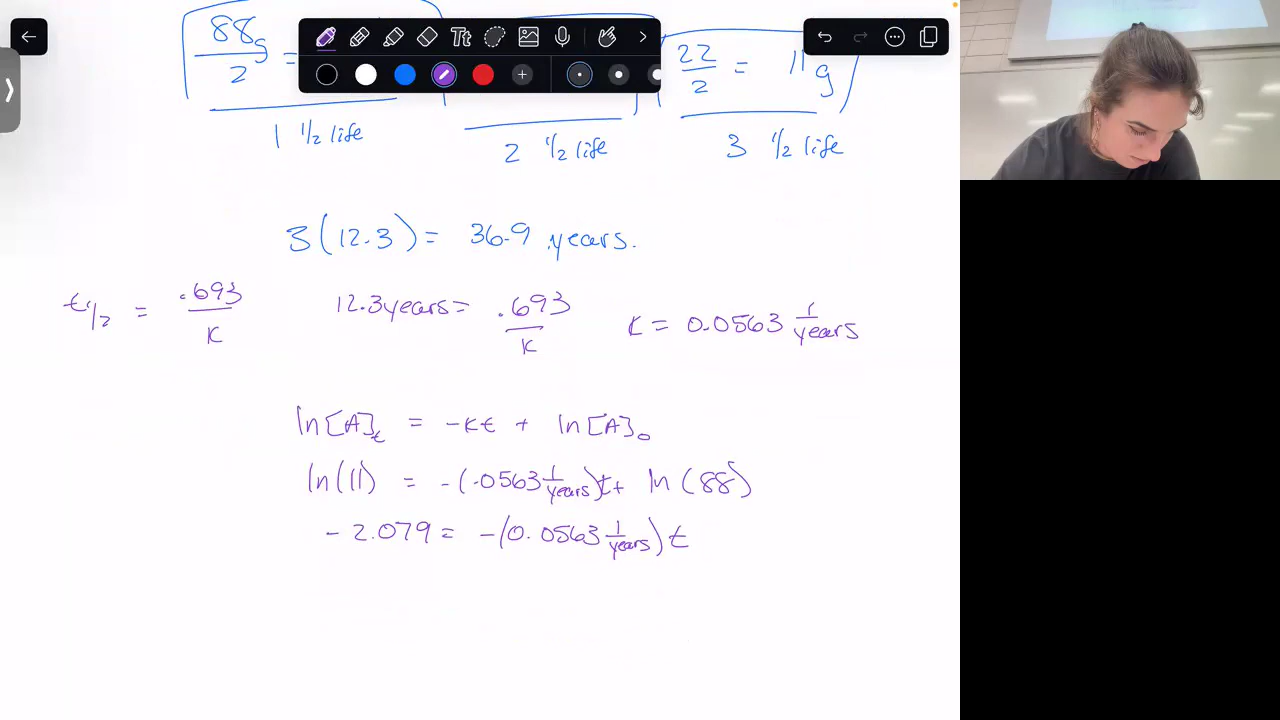 88g/2 =
22/2 = 11g
1 ½ life
2 ½ life
3 ½ life
3(12.3) = 36.9 years.
t1/2 = .693/K
12.3years = .693/K
K = 0.0563 1/years
ln[A]t = -Kt + ln[A]0
ln(11) = -(.0563 1/years)t + ln(88)
-2.079 = -(0.0563 1/years)t
Tt